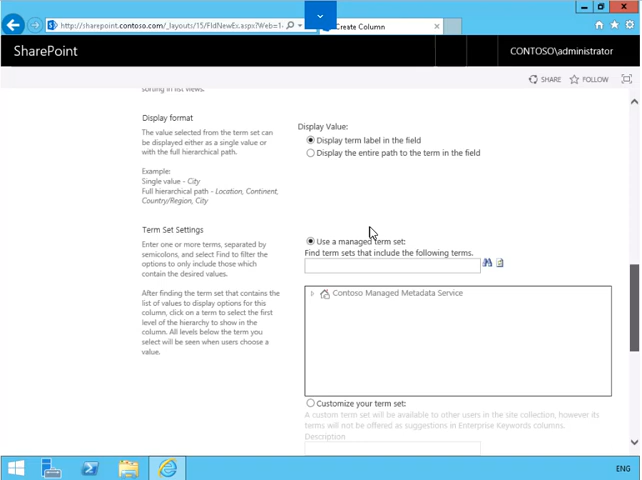 http://sharepoint.contoso.com/_layouts/15/FldNewEx.aspx?Web=1
Create Column
SharePoint
CONTOSO\administrator
SHARE
FOLLOW
sorting in list views.
Display format
The value selected from the term set can be displayed either as a single value or with the full hierarchical path.
Example:
Single value - City
Full hierarchical path - Location, Continent, Country/Region, City
Display Value:
Display term label in the field
Display the entire path to the term in the field
Term Set Settings
Enter one or more terms, separated by semicolons, and select Find to filter the options to only include those which contain the desired values.
After finding the term set that contains the list of values to display options for this column, click on a term to select the first level of the hierarchy to show in the column. All levels below the term you select will be seen when users choose a value.
Use a managed term set:
Find term sets that include the following terms.
Contoso Managed Metadata Service
Customize your term set:
A custom term set will be available to other users in the site collection, however its terms will not be offered as suggestions in Enterprise Keywords columns.
Description
ENG